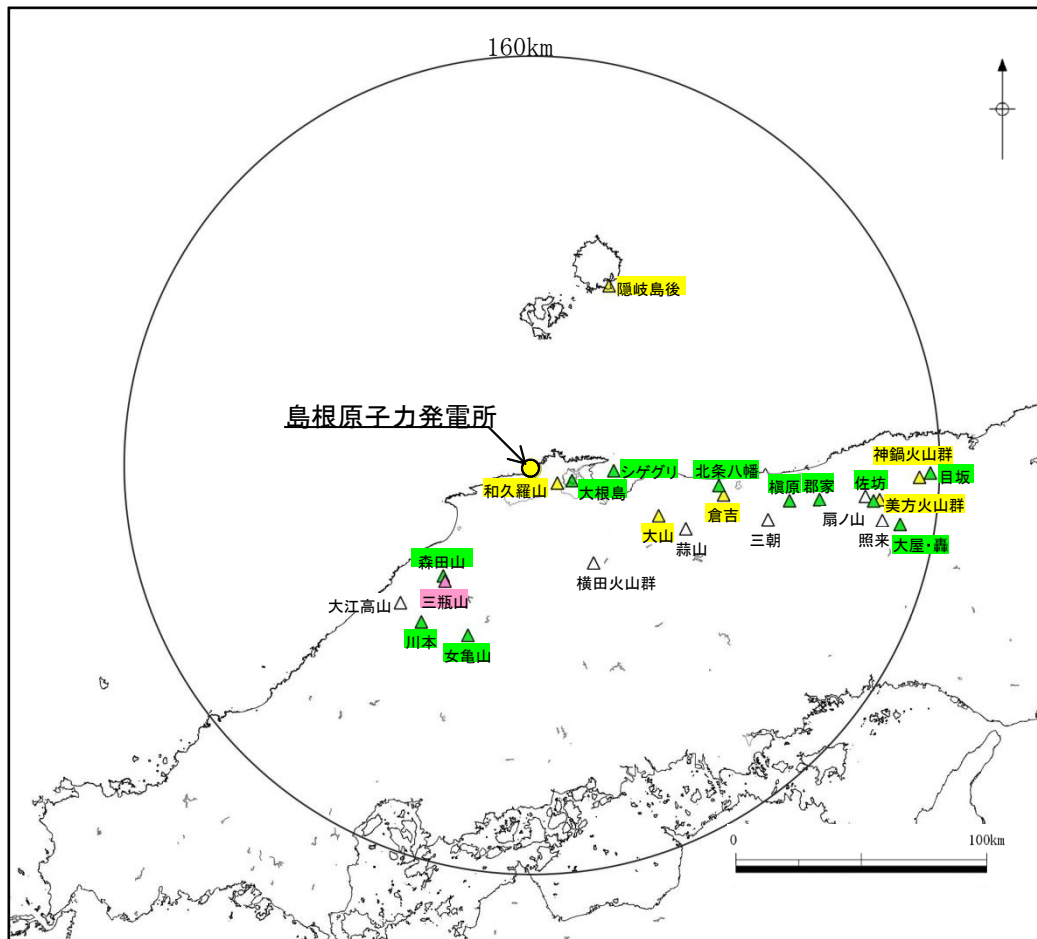 160km
隠岐島後
島根原子力発電所
シゲグリ
北条八幡
神鍋火山群
目坂
和久羅山
大根島
槇原
郡家
佐坊
美方火山群
倉吉
扇ノ山
大山
蒜山
三朝
照来
大屋・轟
横田火山群
森田山
三瓶山
大江高山
川本
女亀山
0
100km